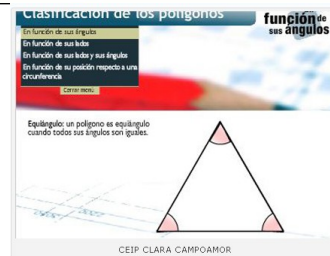 Clasificación de los polígonos
función de
sus ángulos
En función de sus ángulos
En función de sus lados
En función de sus lados y sus ángulos
En función de su posición respecto a una
circunferencia
Cerrar menú
Equiángulo: un polígono es equiángulo
cuando todos sus ángulos son iguales.
CEIP CLARA CAMPOAMOR